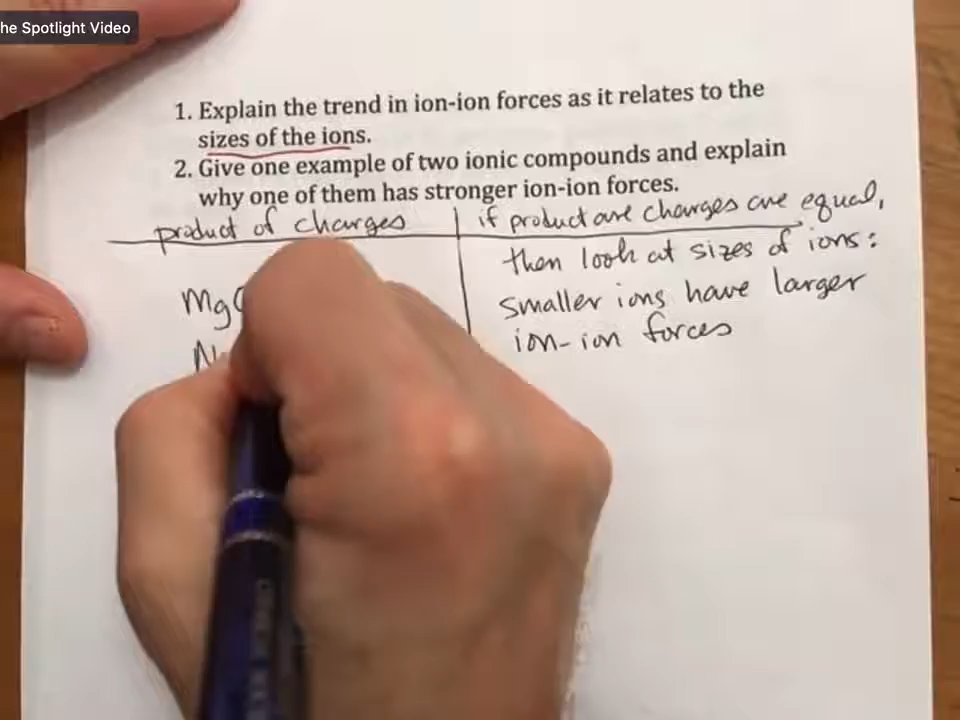 he Spotlight Video
1. Explain the trend in ion-ion forces as it relates to the
sizes of the ions.
2. Give one example of two ionic compounds and explain
why one of them has stronger ion-ion forces.
product of charges
if product are charges are equal,
then look at sizes of ions:
smaller ions have larger
ion-ion forces